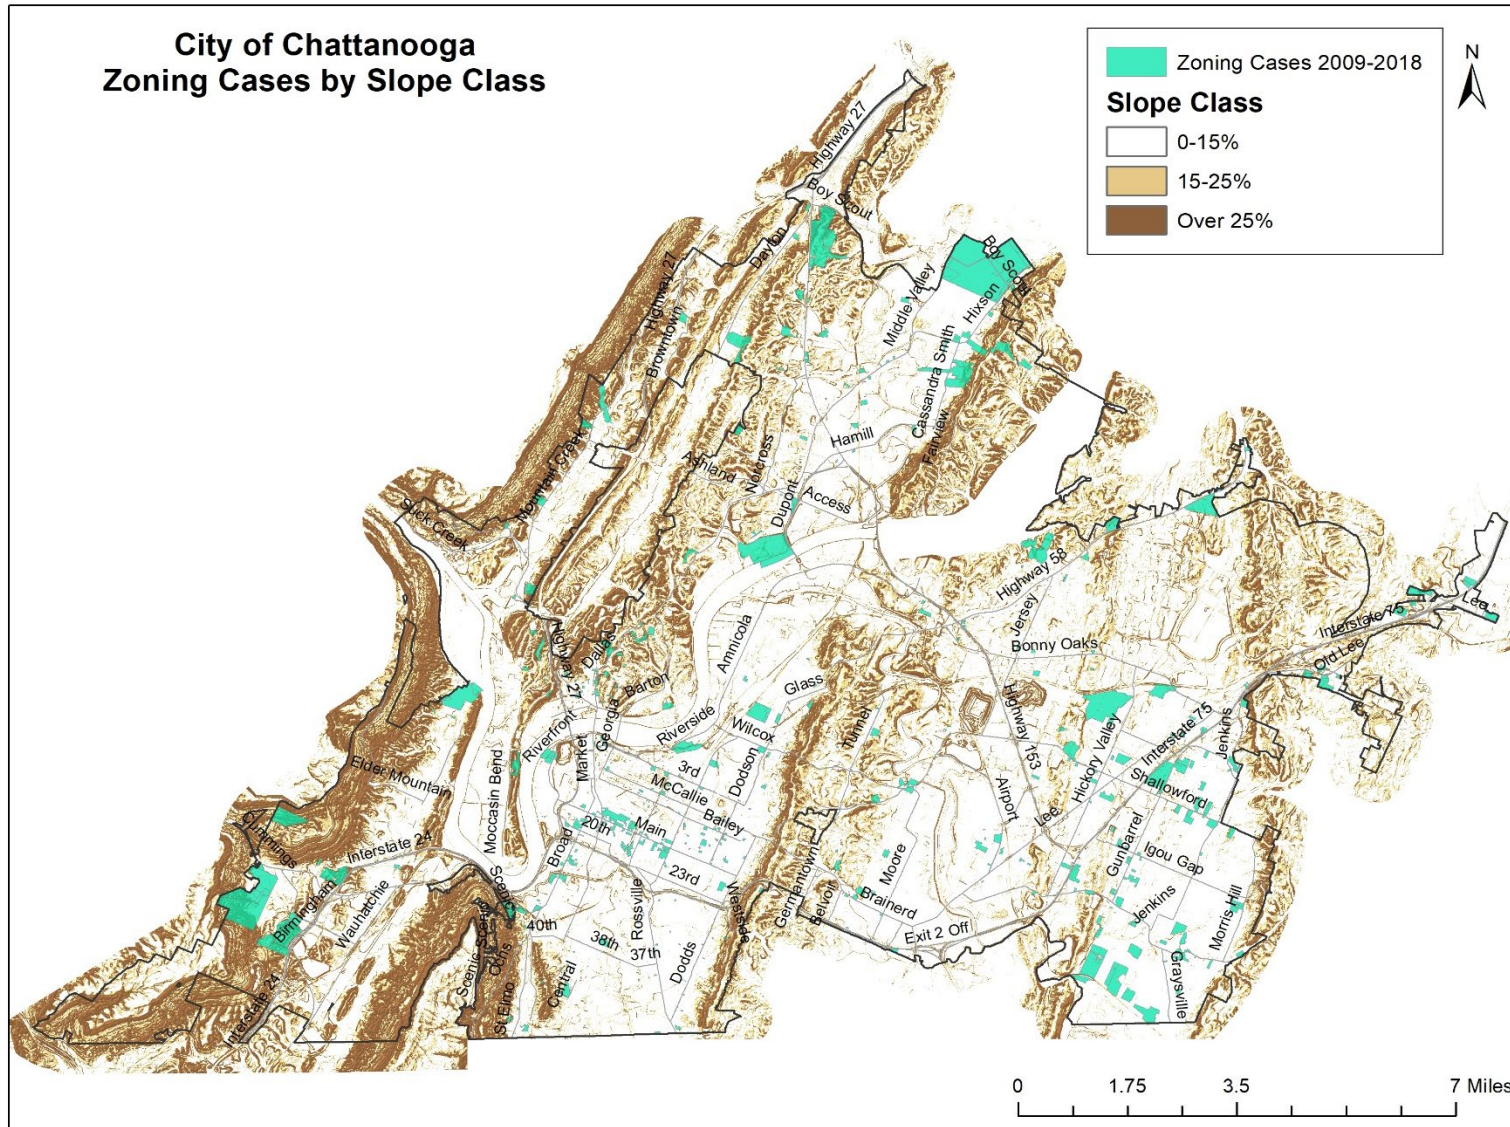 City of Chattanooga
Zoning Cases by Slope Class
Zoning Cases 2009-2018
Slope Class
0-15%
15-25%
Over 25%
N
Highway 27
Boy Scout
Dayton
Highway 27
Browntown
Middle Valley
Boy Scout
Hixson
Cassandra Smith
Fairview
Hamill
Norcross
Ashland
Access
Dupont
Mountain Creek
Suck Creek
Highway 58
Jersey
Bonny Oaks
Interstate 75
Lee
Old Lee
Amnicola
Highway 27
Dallas
Barton
Glass
Wilcox
Riverside
Georgia
Riverfront
Market
Tunnel
Highway 153
Hickory Valley
Interstate 75
Jenkins
Shallowford
3rd
McCallie
Dodson
Bailey
Airport
Lee
Elder Mountain
Moccasin Bend
20th
Main
Broad
23rd
Cummings
Interstate 24
Birmingham
Wauhatchie
Scenic
Scenic
Scenic
Ochs
St Elmo
40th
Rossville
38th
37th
Central
Dodds
Westside
Germantown
Belvoir
Moore
Brainerd
Exit 2 Off
Gunbarrel
Igou Gap
Jenkins
Morris Hill
Graysville
Interstate 24
0 1.75 3.5 7 Miles